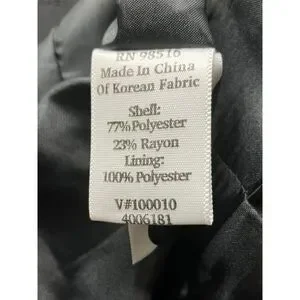 RN 98516
Made In China
Of Korean Fabric
Shell:
77% Polyester
23% Rayon
Lining:
100% Polyester
V#100010
4006181